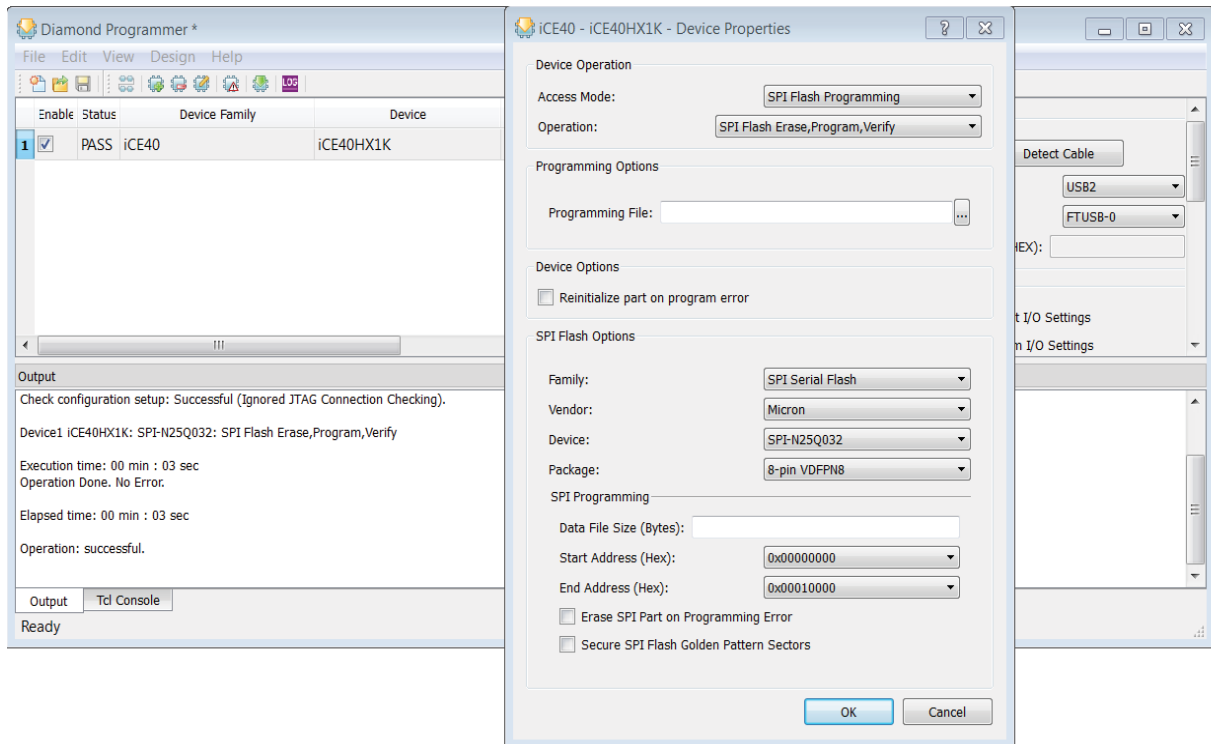 Diamond Programmer *
File Edit View Design Help
LOG
Enable Status Device Family Device
1 PASS iCE40 iCE40HX1K
Output
Check configuration setup: Successful (Ignored JTAG Connection Checking).
Device1 iCE40HX1K: SPI-N25Q032: SPI Flash Erase,Program,Verify
Execution time: 00 min : 03 sec
Operation Done. No Error.
Elapsed time: 00 min : 03 sec
Operation: successful.
Output Tcl Console
Ready
iCE40 - iCE40HX1K - Device Properties
Device Operation
Access Mode: SPI Flash Programming
Operation: SPI Flash Erase,Program,Verify
Programming Options
Programming File: ...
Device Options
Reinitialize part on program error
SPI Flash Options
Family: SPI Serial Flash
Vendor: Micron
Device: SPI-N25Q032
Package: 8-pin VDFPN8
SPI Programming
Data File Size (Bytes):
Start Address (Hex): 0x00000000
End Address (Hex): 0x00010000
Erase SPI Part on Programming Error
Secure SPI Flash Golden Pattern Sectors
OK Cancel
Detect Cable
USB2
FTUSB-0
HEX):
t I/O Settings
m I/O Settings